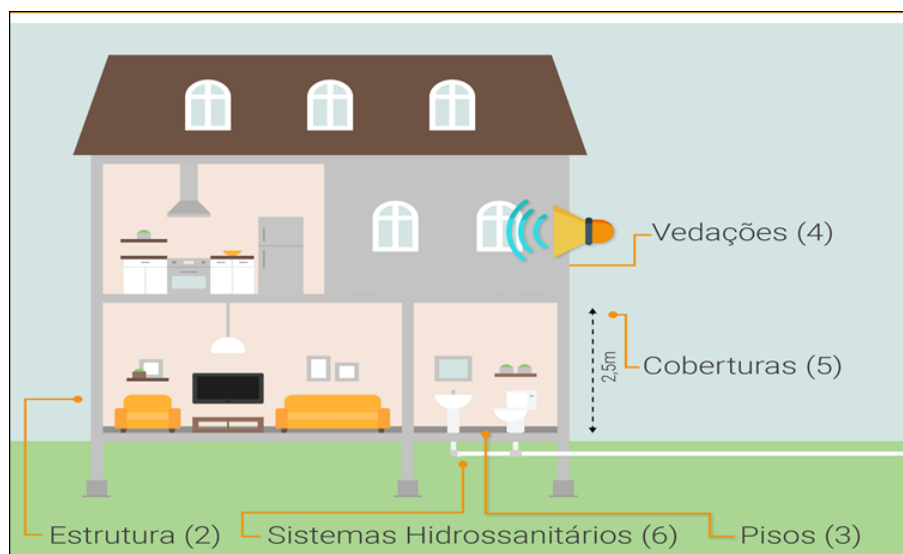 Vedações (4)
2,5m
Coberturas (5)
Estrutura (2)
Sistemas Hidrossanitários (6)
Pisos (3)